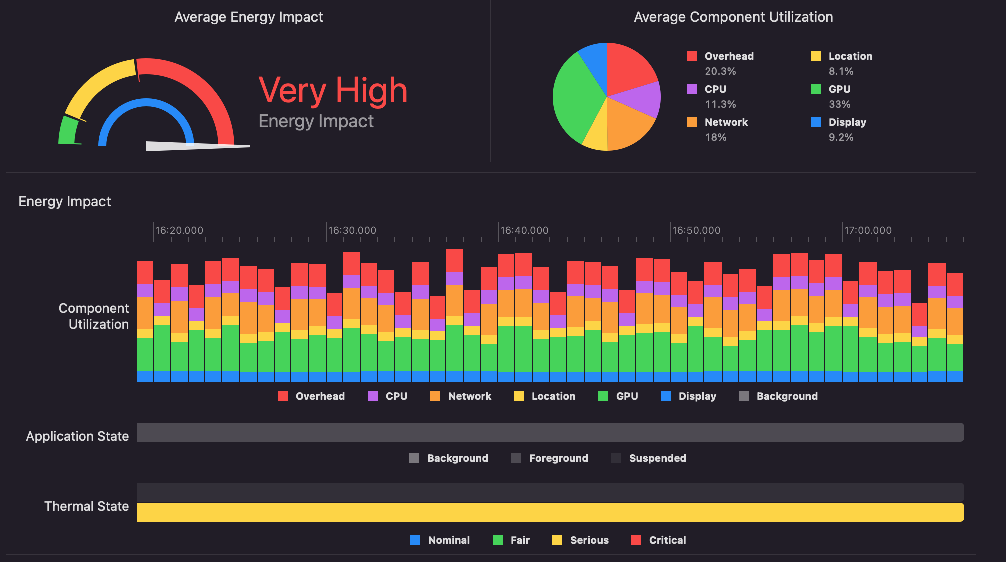 Average Energy Impact
Very High
Energy Impact
Average Component Utilization
Overhead
20.3%
Location
8.1%
CPU
11.3%
GPU
33%
Network
18%
Display
9.2%
Energy Impact
16:20.000 16:30.000 16:40.000 16:50.000 17:00.000
Component
Utilization
Overhead CPU Network Location GPU Display Background
Application State
Background Foreground Suspended
Thermal State
Nominal Fair Serious Critical